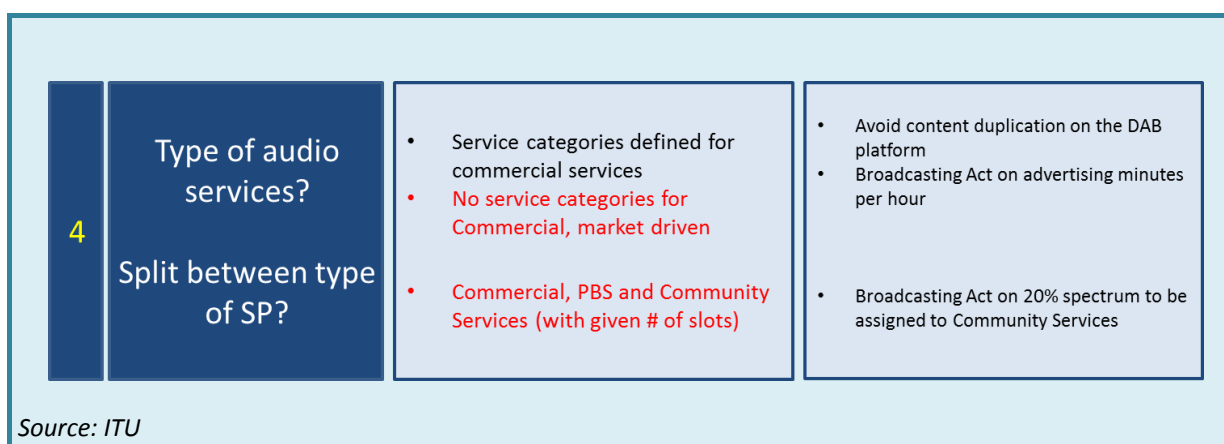 4
Type of audio
services?
Split between type
of SP?
• Service categories defined for
commercial services
• No service categories for
Commercial, market driven
• Commercial, PBS and Community
Services (with given # of slots)
• Avoid content duplication on the DAB
platform
• Broadcasting Act on advertising minutes
per hour
• Broadcasting Act on 20% spectrum to be
assigned to Community Services
Source: ITU